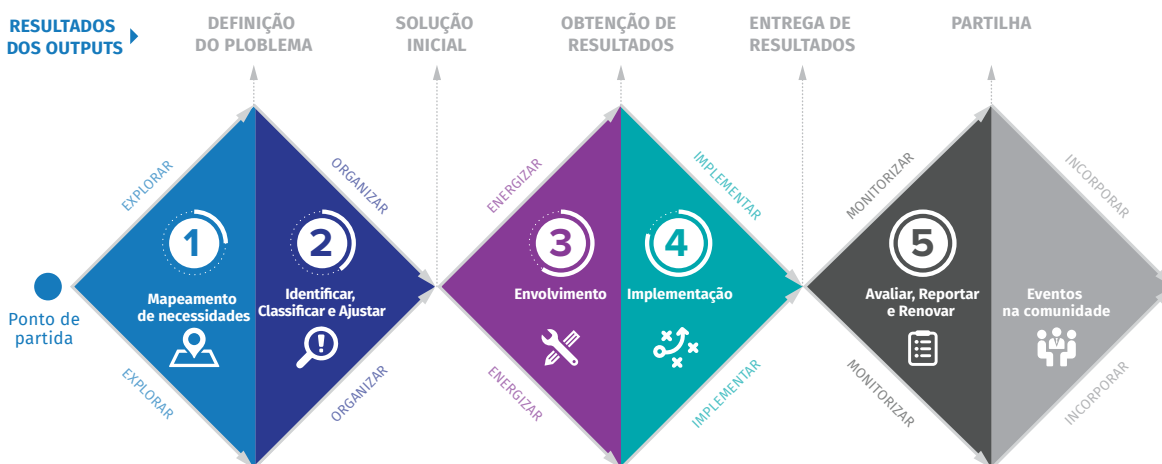 RESULTADOS
DOS OUTPUTS
DEFINIÇÃO
DO PLOBLEMA
SOLUÇÃO
INICIAL
OBTENÇÃO DE
RESULTADOS
ENTREGA DE
RESULTADOS
PARTILHA
EXPLORAR
ORGANIZAR
ENERGIZAR
IMPLEMENTAR
MONITORIZAR
INCORPORAR
1
2
3
4
5
Ponto de
partida
Mapeamento
de necessidades
Identificar,
Classificar e Ajustar
Envolvimento
Implementação
Avaliar, Reportar
e Renovar
Eventos
na comunidade
EXPLORAR
ORGANIZAR
ENERGIZAR
IMPLEMENTAR
MONITORIZAR
INCORPORAR